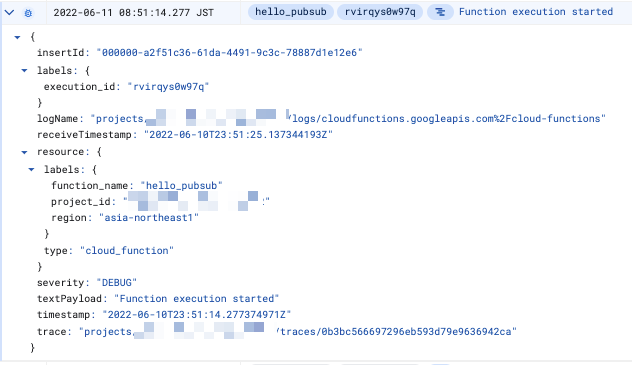 2022-06-11 08:51:14.277 JST hello_pubsub rvirqys0w97q Function execution started
{
insertId: "000000-a2f51c36-61da-4491-9c3c-78887d1e12e6"
labels: {
execution_id: "rvirqys0w97q"
}
logName: "projects /logs/cloudfunctions.googleapis.com%2Fcloud-functions"
receiveTimestamp: "2022-06-10T23:51:25.137344193Z"
resource: {
labels: {
function_name: "hello_pubsub"
project_id: " "
region: "asia-northeast1"
}
type: "cloud_function"
}
severity: "DEBUG"
textPayload: "Function execution started"
timestamp: "2022-06-10T23:51:14.277374971Z"
trace: "projects /traces/0b3bc566697296eb593d79e9636942ca"
}